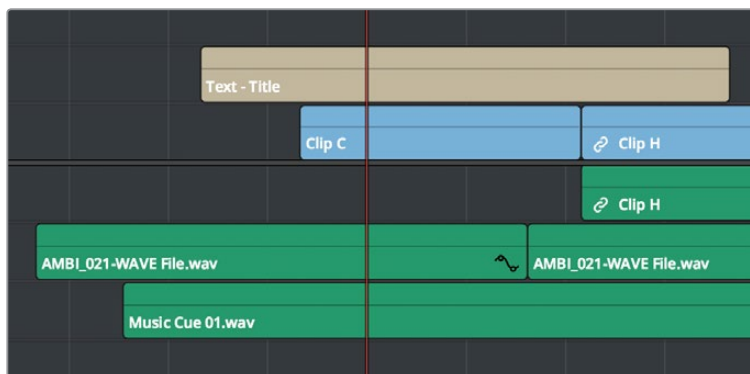 Text - Title
Clip C
Clip H
Clip H
AMBI_021-WAVE File.wav
AMBI_021-WAVE File.wav
Music Cue 01.wav